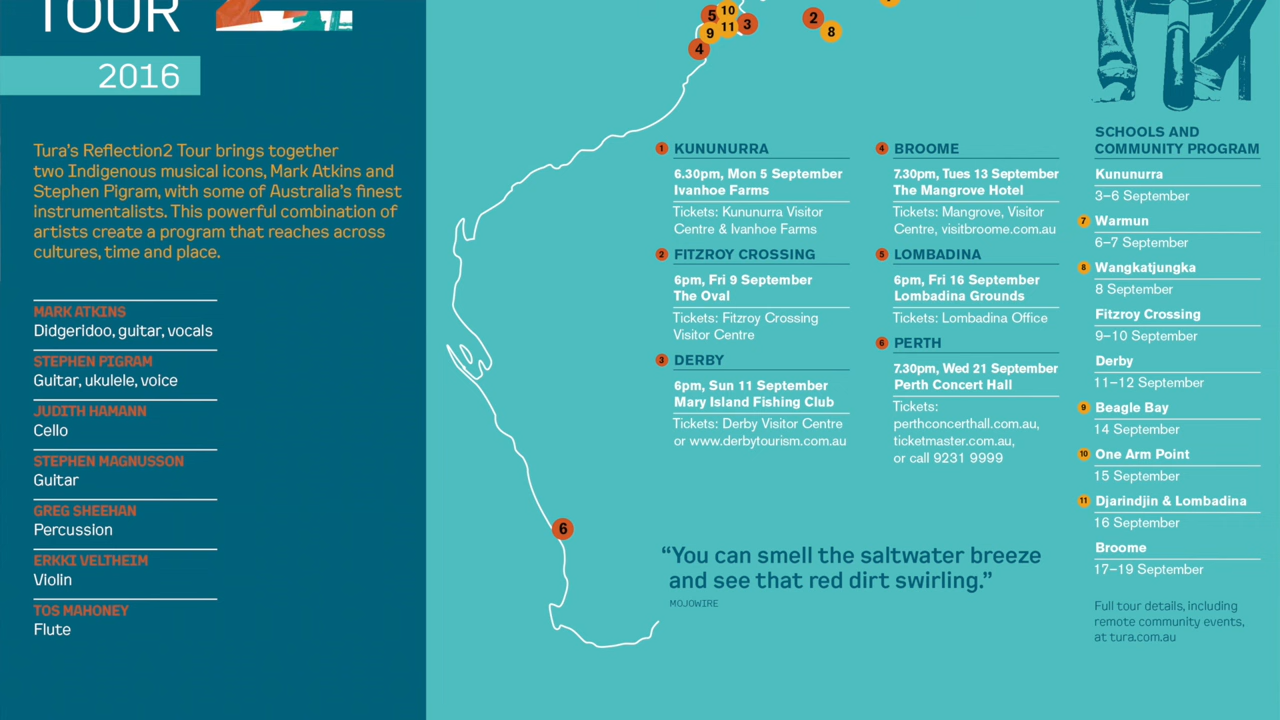 TOUR
2016
Tura's Reflection2 Tour brings together
two Indigenous musical icons, Mark Atkins and
Stephen Pigram, with some of Australia's finest
instrumentalists. This powerful combination of
artists create a program that reaches across
cultures, time and place.
MARK ATKINS
Didgeridoo, guitar, vocals
STEPHEN PIGRAM
Guitar, ukulele, voice
JUDITH HAMANN
Cello
STEPHEN MAGNUSSON
Guitar
GREG SHEEHAN
Percussion
ERKKI VELTHEIM
Violin
TOS MAHONEY
Flute
5
10
9
11
3
4
2
8
6
1 KUNUNURRA
6.30pm, Mon 5 September
Ivanhoe Farms
Tickets: Kununurra Visitor
Centre & Ivanhoe Farms
2 FITZROY CROSSING
6pm, Fri 9 September
The Oval
Tickets: Fitzroy Crossing
Visitor Centre
3 DERBY
6pm, Sun 11 September
Mary Island Fishing Club
Tickets: Derby Visitor Centre
or www.derbytourism.com.au
4 BROOME
7.30pm, Tues 13 September
The Mangrove Hotel
Tickets: Mangrove, Visitor
Centre, visitbroome.com.au
5 LOMBADINA
6pm, Fri 16 September
Lombadina Grounds
Tickets: Lombadina Office
6 PERTH
7.30pm, Wed 21 September
Perth Concert Hall
Tickets:
perthconcerthall.com.au,
ticketmaster.com.au,
or call 9231 9999
SCHOOLS AND
COMMUNITY PROGRAM
Kununurra
3–6 September
7 Warmun
6–7 September
8 Wangkatjungka
8 September
Fitzroy Crossing
9–10 September
Derby
11–12 September
9 Beagle Bay
14 September
10 One Arm Point
15 September
11 Djarindjin & Lombadina
16 September
Broome
17–19 September
Full tour details, including
remote community events,
at tura.com.au
“You can smell the saltwater breeze
and see that red dirt swirling.”
MOJOWIRE